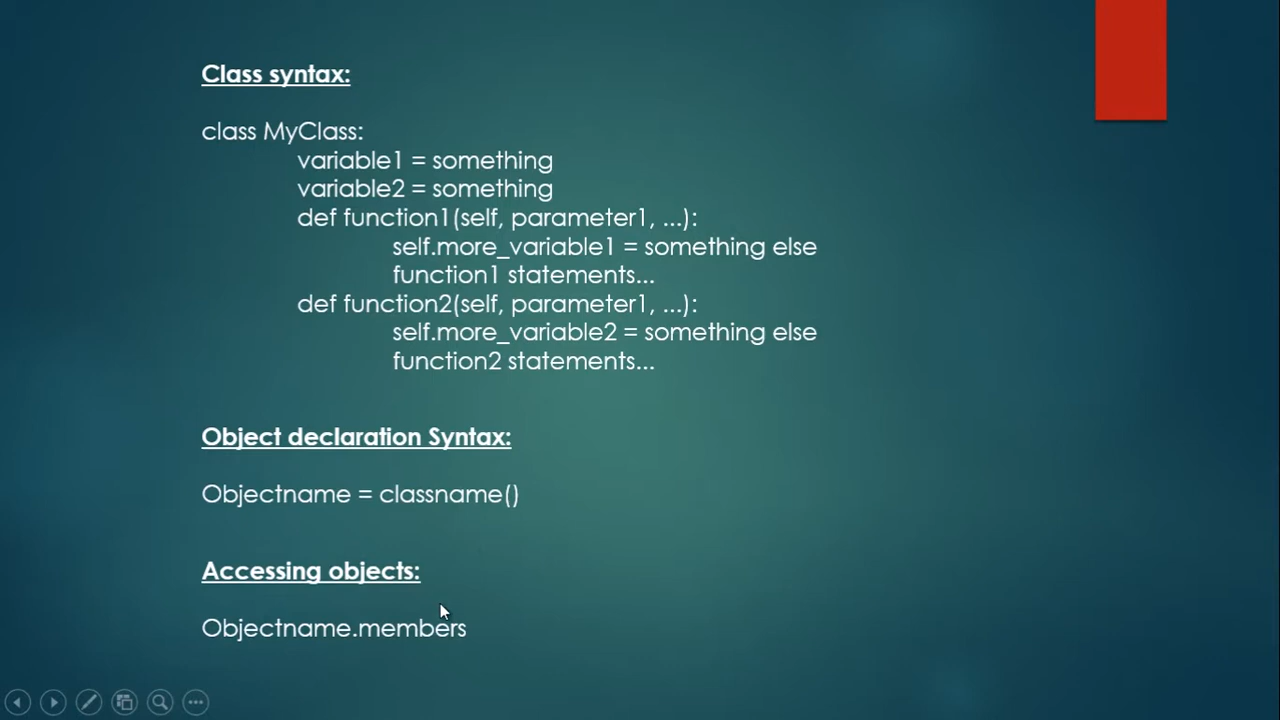 Class syntax:
class MyClass:
variable1 = something
variable2 = something
def function1(self, parameter1, ...):
self.more_variable1 = something else
function1 statements...
def function2(self, parameter1, ...):
self.more_variable2 = something else
function2 statements...
Object declaration Syntax:
Objectname = classname()
Accessing objects:
Objectname.members